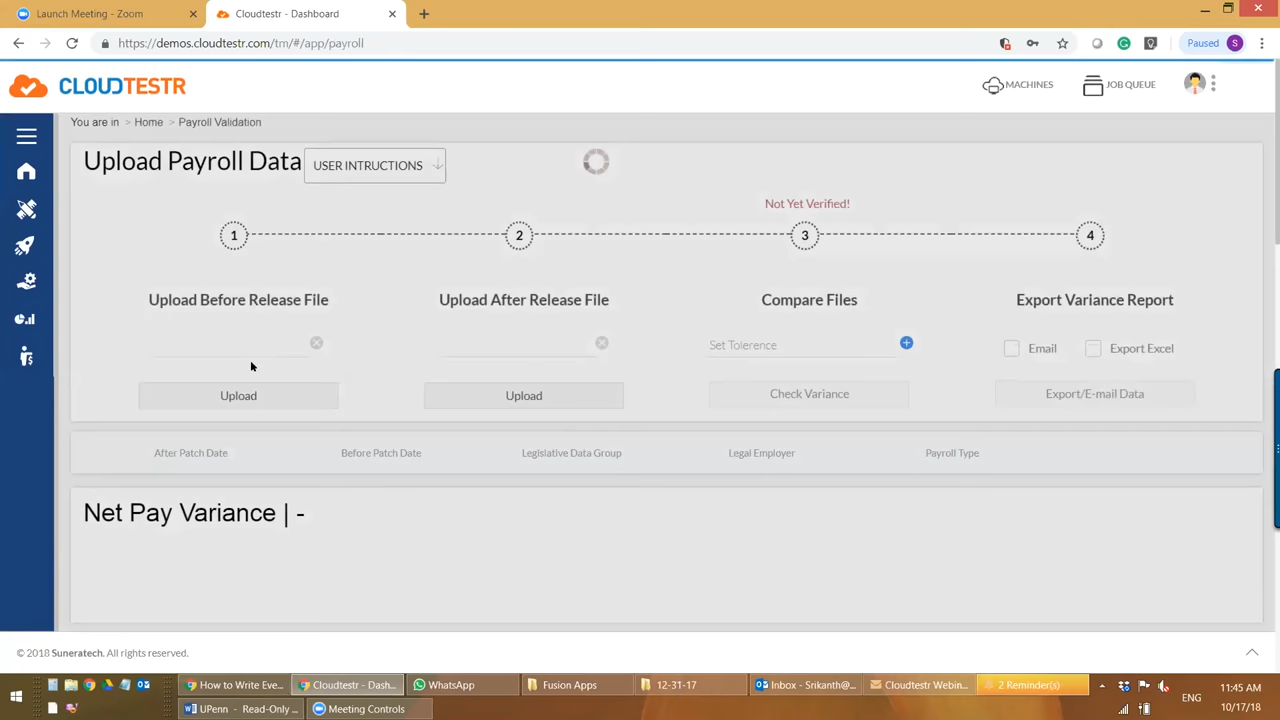 Launch Meeting - Zoom
Cloudtestr - Dashboard
https://demos.cloudtestr.com/tm/#/app/payroll
Paused S
CLOUDTESTR
MACHINES
JOB QUEUE
You are in > Home > Payroll Validation
Upload Payroll Data
USER INTRUCTIONS
Not Yet Verified!
1 2 3 4
Upload Before Release File
Upload After Release File
Compare Files
Export Variance Report
Set Tolerence
Email
Export Excel
Upload
Upload
Check Variance
Export/E-mail Data
After Patch Date
Before Patch Date
Legislative Data Group
Legal Employer
Payroll Type
Net Pay Variance | -
© 2018 Suneratech. All rights reserved.
How to Write Eve...
Cloudtestr - Dash...
WhatsApp
Fusion Apps
12-31-17
Inbox - Srikanth@...
Cloudtestr Webin...
2 Reminder(s)
ENG
11:45 AM
UPenn - Read-Only ...
Meeting Controls
10/17/18